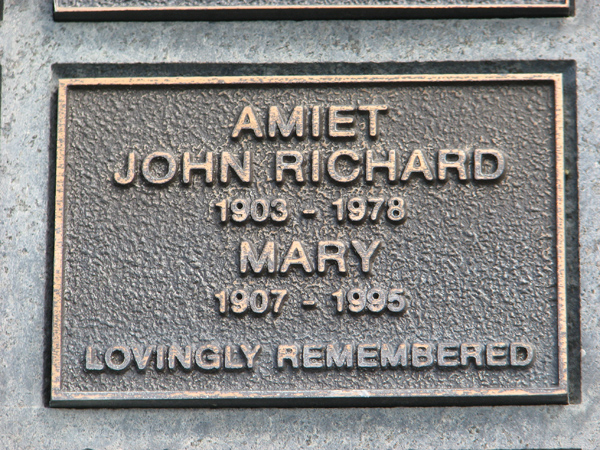 AMIET
JOHN RICHARD
1903 - 1978
MARY
1907 - 1995
LOVINGLY REMEMBERED